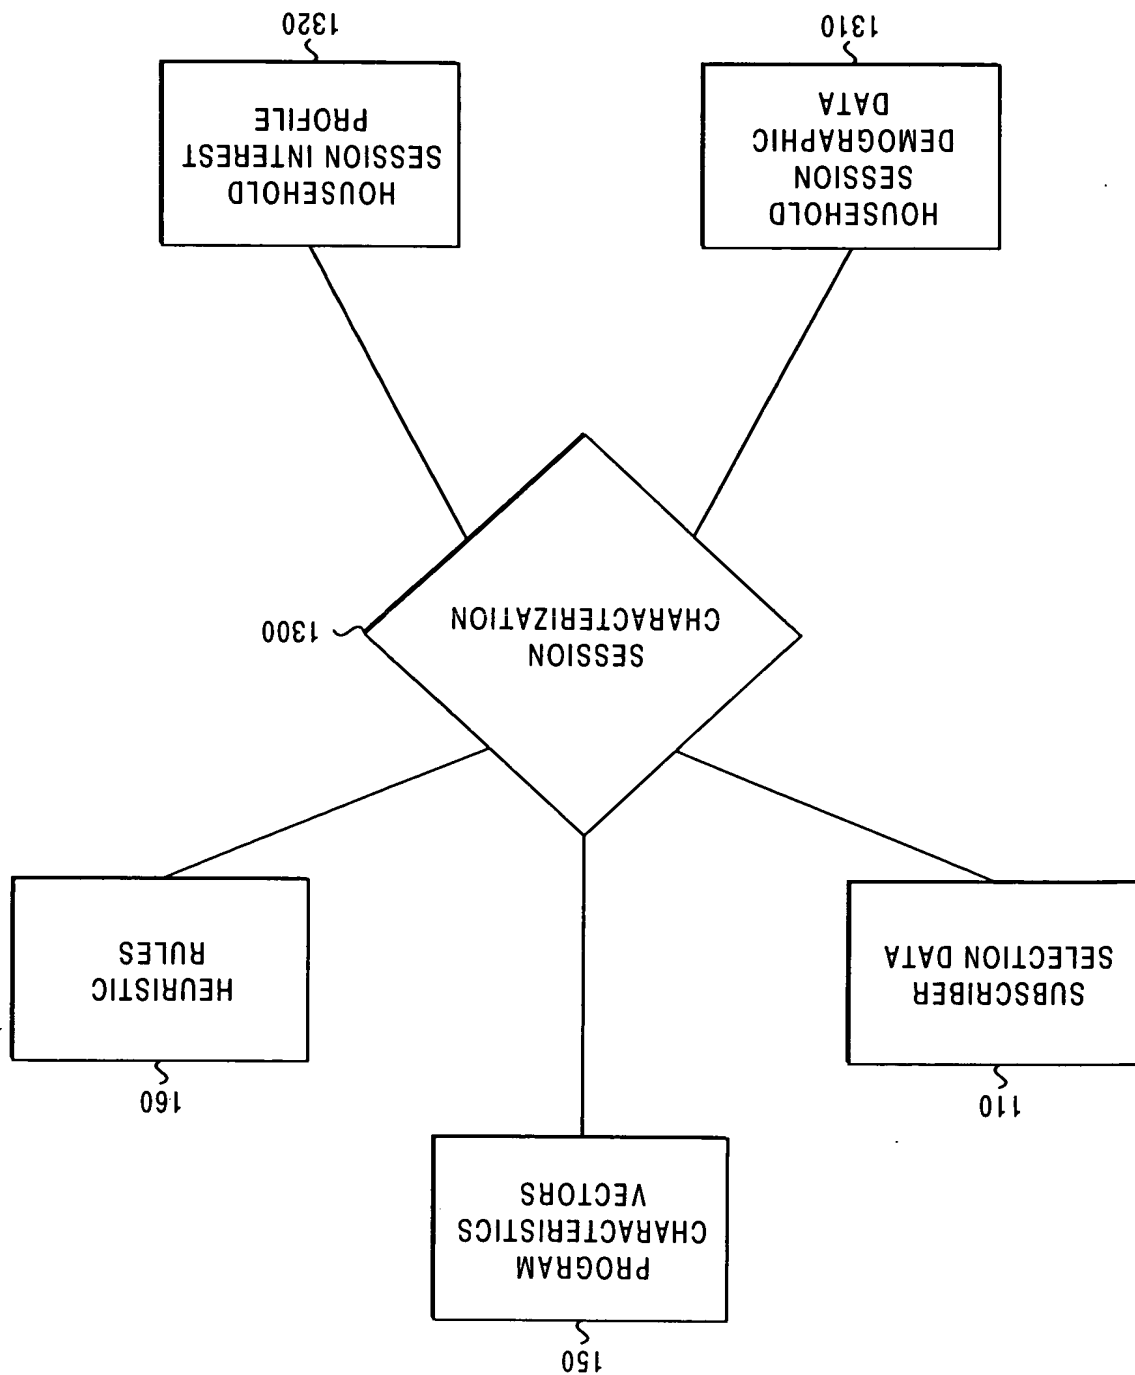 150
PROGRAM
CHARACTERISTICS
VECTORS
110
SUBSCRIBER
SELECTION DATA
160
HEURISTIC
RULES
SESSION
CHARACTERIZATION
1300
HOUSEHOLD
SESSION
DEMOGRAPHIC
DATA
1310
HOUSEHOLD
SESSION INTEREST
PROFILE
1320